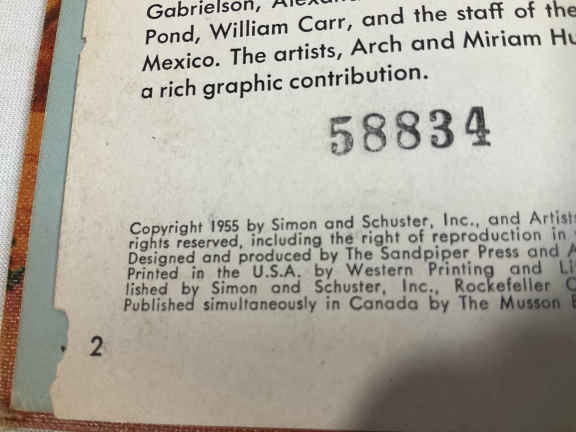 Gabrielson,
Pond, William Carr, and the staff of the
Mexico. The artists, Arch and Miriam
a rich graphic contribution.
58834
Copyright 1955 by Simon and Schuster, Inc., and Artists
rights reserved, including the right of reproduction in
Designed and produced by The Sandpiper Press and
Printed in the U.S.A. by Western Printing and
lished by Simon and Schuster, Inc., Rockefeller
Published simultaneously in Canada by The Musson
2